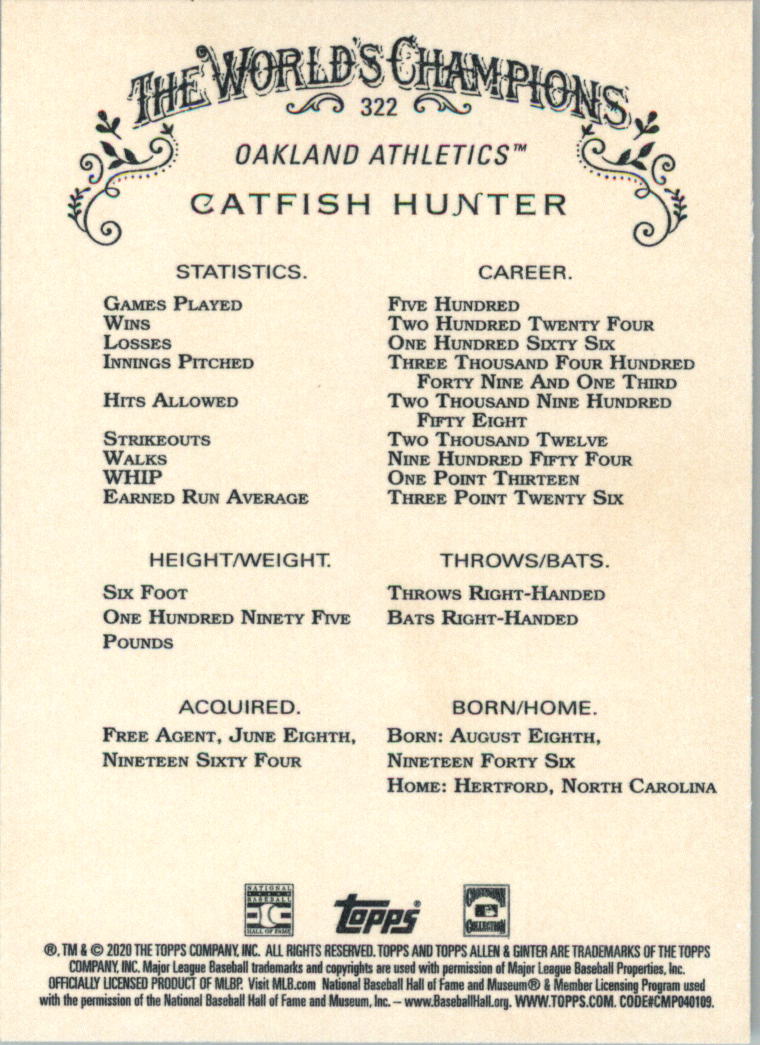 THE WORLD'S CHAMPIONS
322
OAKLAND ATHLETICS™
CATFISH HUNTER
STATISTICS. CAREER.
GAMES PLAYED FIVE HUNDRED
WINS TWO HUNDRED TWENTY FOUR
LOSSES ONE HUNDRED SIXTY SIX
INNINGS PITCHED THREE THOUSAND FOUR HUNDRED
FORTY NINE AND ONE THIRD
HITS ALLOWED TWO THOUSAND NINE HUNDRED
FIFTY EIGHT
STRIKEOUTS TWO THOUSAND TWELVE
WALKS NINE HUNDRED FIFTY FOUR
WHIP ONE POINT THIRTEEN
EARNED RUN AVERAGE THREE POINT TWENTY SIX
HEIGHT/WEIGHT. THROWS/BATS.
SIX FOOT THROWS RIGHT-HANDED
ONE HUNDRED NINETY FIVE BATS RIGHT-HANDED
POUNDS
ACQUIRED. BORN/HOME.
FREE AGENT, JUNE EIGHTH, BORN: AUGUST EIGHTH,
NINETEEN SIXTY FOUR NINETEEN FORTY SIX
HOME: HERTFORD, NORTH CAROLINA
NATIONAL
BASEBALL
HALL OF FAME
topps®
COOPERSTOWN
COLLECTION
®, TM & © 2020 THE TOPPS COMPANY, INC. ALL RIGHTS RESERVED. TOPPS AND TOPPS ALLEN & GINTER ARE TRADEMARKS OF THE TOPPS
COMPANY, INC. Major League Baseball trademarks and copyrights are used with permission of Major League Baseball Properties, Inc.
OFFICIALLY LICENSED PRODUCT OF MLBP. Visit MLB.com National Baseball Hall of Fame and Museum® & Member Licensing Program used
with the permission of the National Baseball Hall of Fame and Museum, Inc. – www.BaseballHall.org. WWW.TOPPS.COM. CODE#CMP040109.